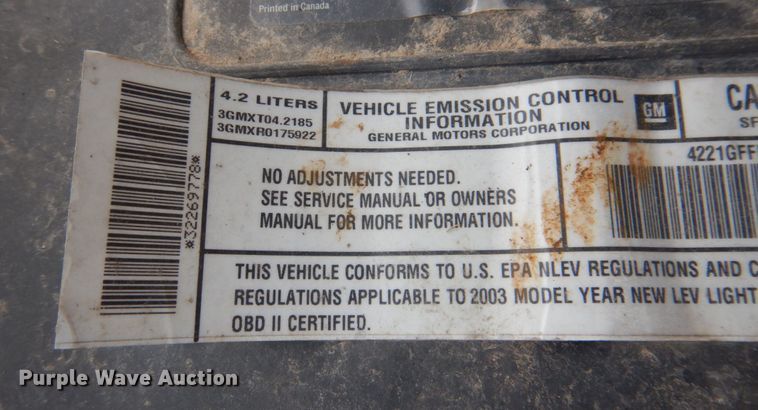 Printed in Canada
*32269778*
4.2 LITERS
3GMXT04.2185
3GMXR0175922
VEHICLE EMISSION CONTROL
INFORMATION
GENERAL MOTORS CORPORATION
GM
CA
SF
NO ADJUSTMENTS NEEDED.
SEE SERVICE MANUAL OR OWNERS
MANUAL FOR MORE INFORMATION.
4221GFF
THIS VEHICLE CONFORMS TO U.S. EPA NLEV REGULATIONS AND C
REGULATIONS APPLICABLE TO 2003 MODEL YEAR NEW LEV LIGHT
OBD II CERTIFIED.
Purple Wave Auction